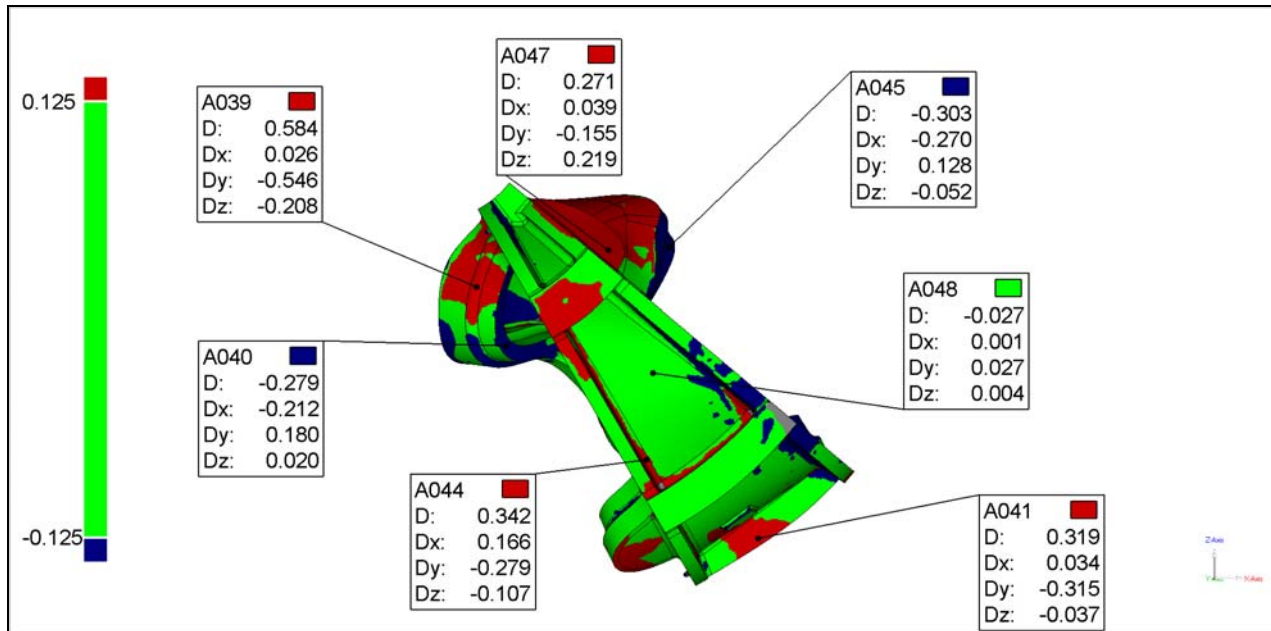 0.125
-0.125
A039
D: 0.584
Dx: 0.026
Dy: -0.546
Dz: -0.208
A047
D: 0.271
Dx: 0.039
Dy: -0.155
Dz: 0.219
A045
D: -0.303
Dx: -0.270
Dy: 0.128
Dz: -0.052
A040
D: -0.279
Dx: -0.212
Dy: 0.180
Dz: 0.020
A048
D: -0.027
Dx: 0.001
Dy: 0.027
Dz: 0.004
A044
D: 0.342
Dx: 0.166
Dy: -0.279
Dz: -0.107
A041
D: 0.319
Dx: 0.034
Dy: -0.315
Dz: -0.037
ZAxis
XAxis